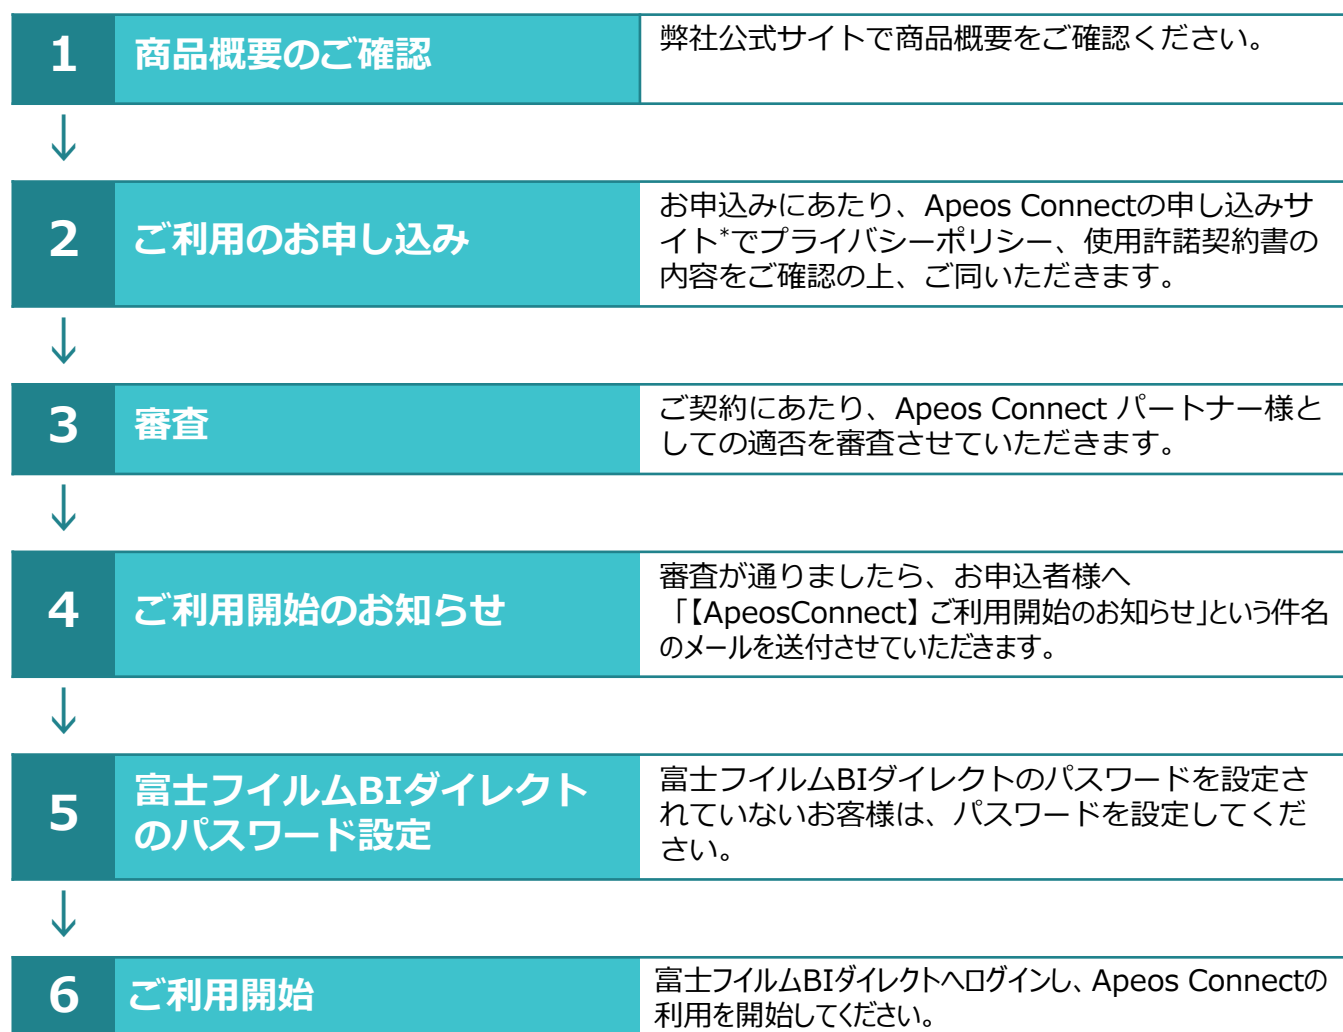 1
商品概要のご確認
弊社公式サイトで商品概要をご確認ください。
↓
2
ご利用のお申し込み
お申込みにあたり、Apeos Connectの申し込みサ
イト*でプライバシーポリシー、使用許諾契約書の
内容をご確認の上、ご同いただきます。
↓
3
審査
ご契約にあたり、Apeos Connect パートナー様と
しての適否を審査させていただきます。
↓
4
ご利用開始のお知らせ
審査が通りましたら、お申込者様へ
「【ApeosConnect】ご利用開始のお知らせ」という件名
のメールを送付させていただきます。
↓
5
富士フイルムBIダイレクト
のパスワード設定
富士フイルムBIダイレクトのパスワードを設定さ
れていないお客様は、パスワードを設定してくだ
さい。
↓
6
ご利用開始
富士フイルムBIダイレクトへログインし、Apeos Connectの
利用を開始してください。